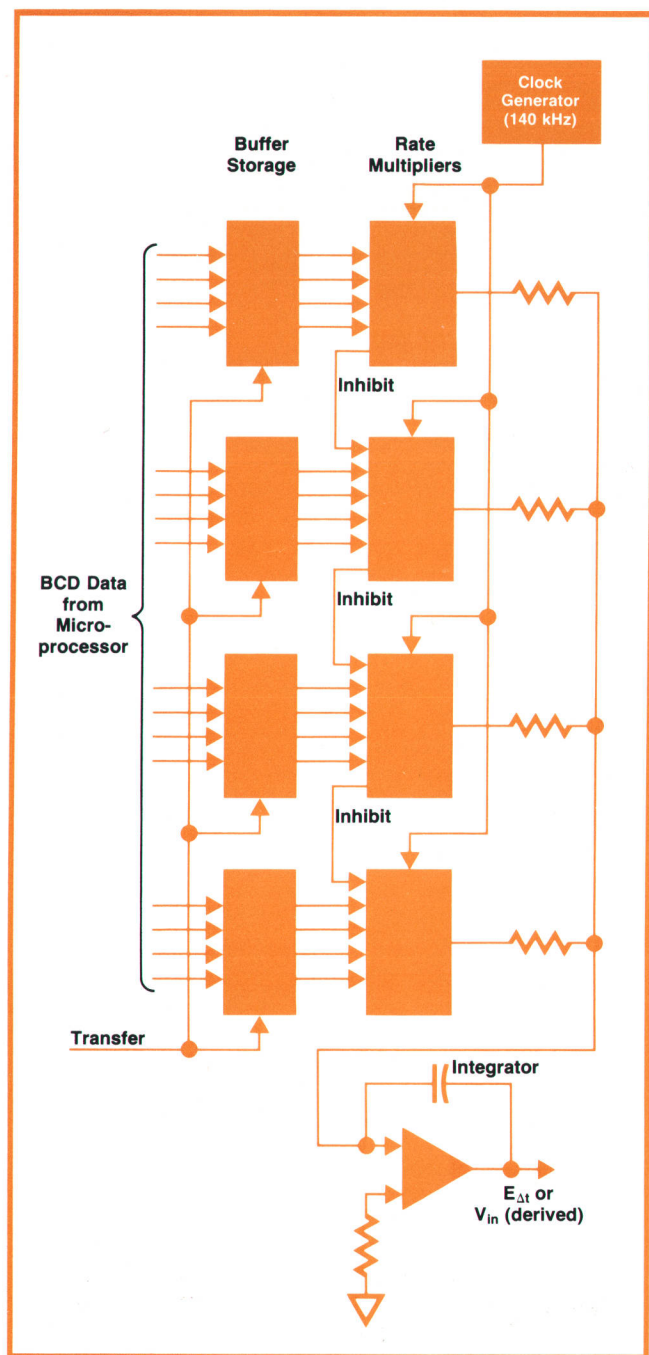 Clock
Generator
(140 kHz)
Buffer
Storage
Rate
Multipliers
Inhibit
Inhibit
BCD Data
from
Micro-
processor
Inhibit
Transfer
Integrator
EΔt or
Vin (derived)